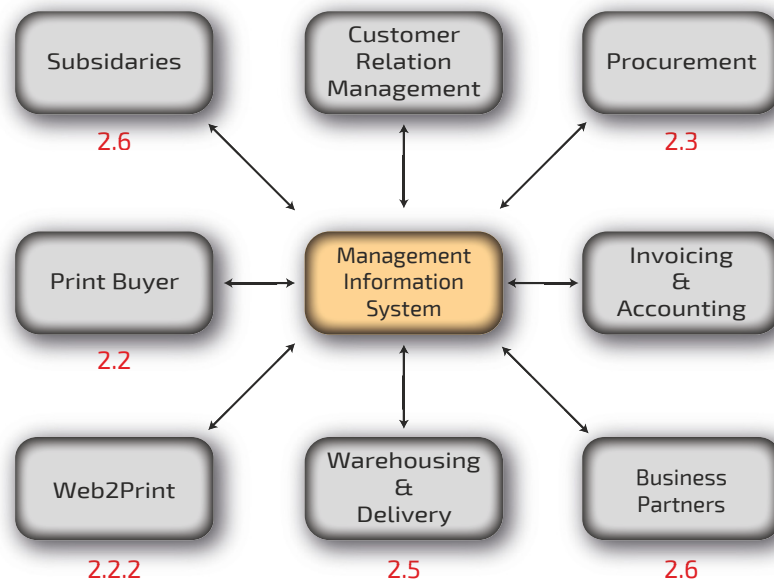 Subsidaries
2.6
Customer
Relation
Management
Procurement
2.3
Print Buyer
2.2
Management
Information
System
Invoicing
&
Accounting
Web2Print
2.2.2
Warehousing
&
Delivery
2.5
Business
Partners
2.6